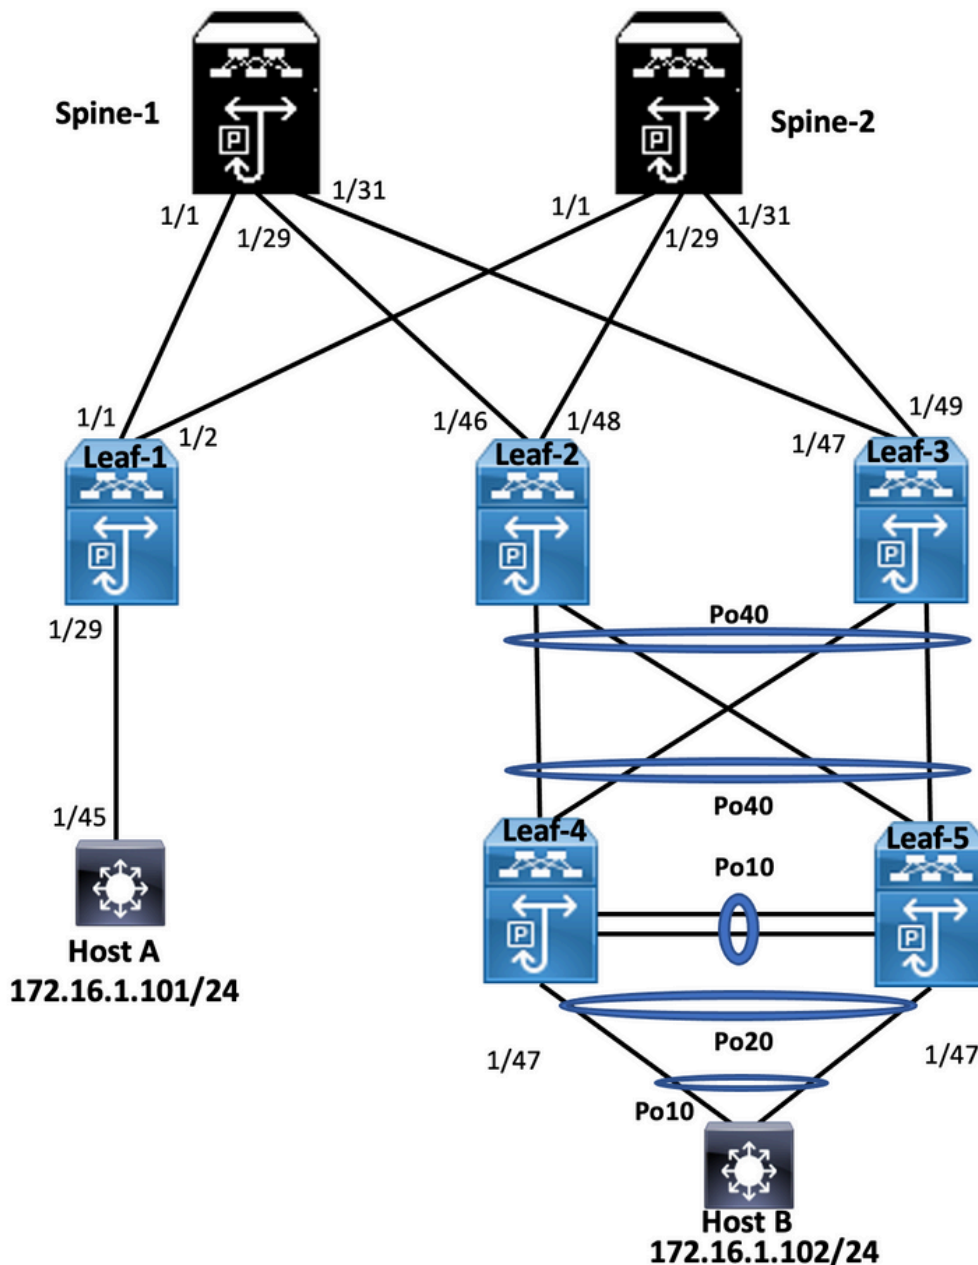 Spine-1
Spine-2
1/1
1/29
1/31
1/1
1/29
1/31
1/1
1/2
1/46
1/48
1/47
1/49
Leaf-1
Leaf-2
Leaf-3
P
P
P
P
P
1/29
Po40
Po40
1/45
Leaf-4
Leaf-5
Po10
P
P
Host A
172.16.1.101/24
Po20
1/47
1/47
Po10
Host B
172.16.1.102/24